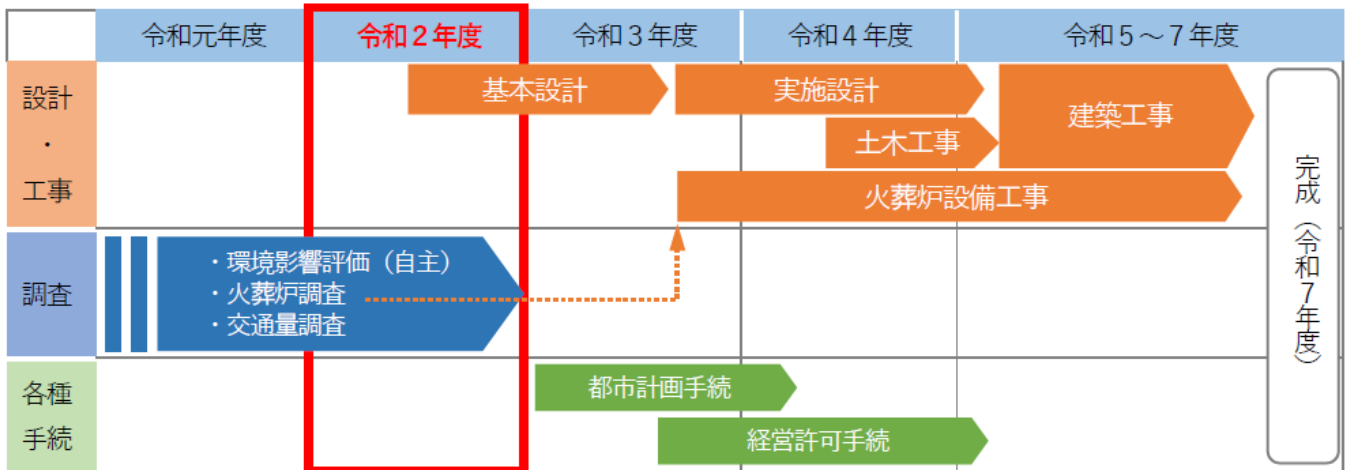 令和元年度
令和２年度
令和３年度
令和４年度
令和５～７年度
設計
・
工事
基本設計
実施設計
土木工事
建築工事
火葬炉設備工事
調査
・環境影響評価（自主）
・火葬炉調査
・交通量調査
各種
手続
都市計画手続
経営許可手続
完成（令和７年度）